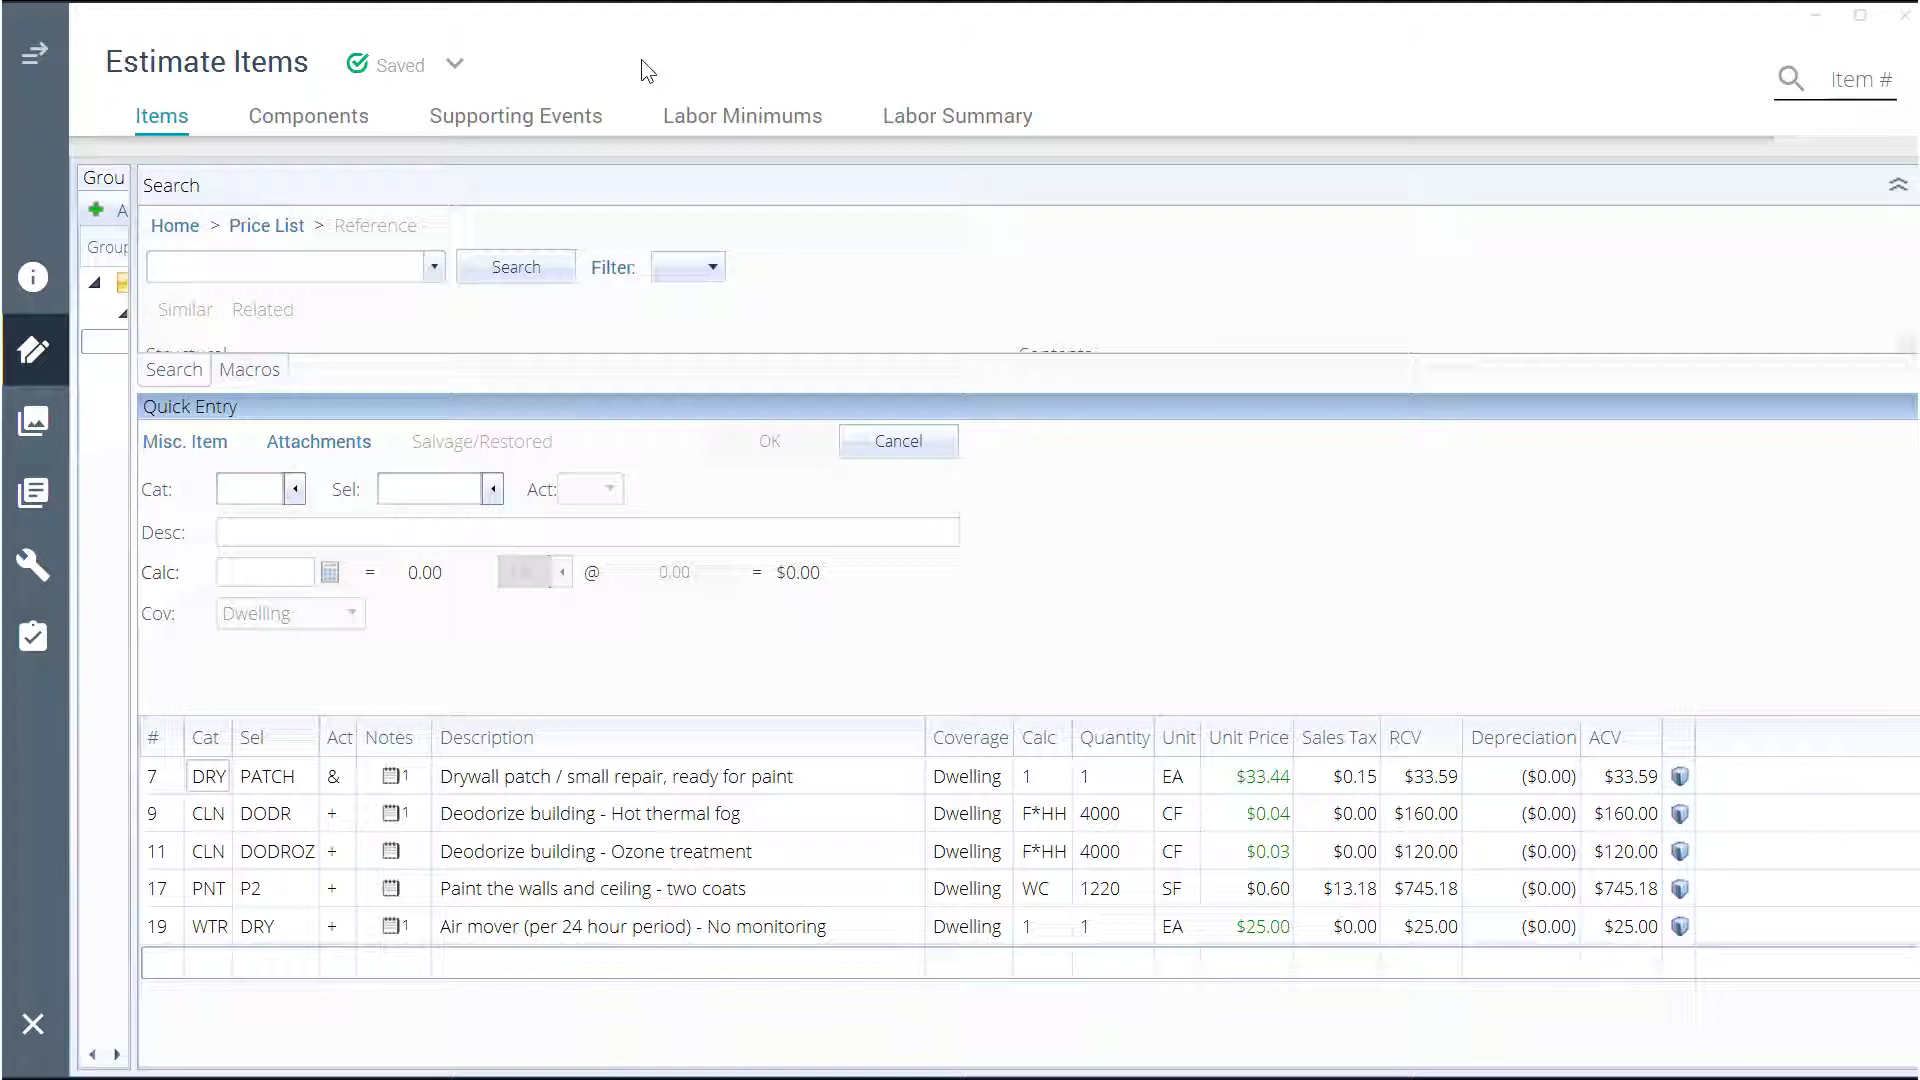 Estimate Items Saved
Item #
Items Components Supporting Events Labor Minimums Labor Summary
Grou
Search
A
Home > Price List > Reference
Group
Search Filter:
Similar Related
Search Macros
Quick Entry
Misc. Item Attachments Salvage/Restored OK Cancel
Cat: Sel: Act:
Desc:
Calc: = 0.00 @ 0.00 = $0.00
Cov: Dwelling
# Cat Sel Act Notes Description Coverage Calc Quantity Unit Unit Price Sales Tax RCV Depreciation ACV
7 DRY PATCH & 1 Drywall patch / small repair, ready for paint Dwelling 1 1 EA $33.44 $0.15 $33.59 ($0.00) $33.59
9 CLN DODR + 1 Deodorize building - Hot thermal fog Dwelling F*HH 4000 CF $0.04 $0.00 $160.00 ($0.00) $160.00
11 CLN DODROZ + Deodorize building - Ozone treatment Dwelling F*HH 4000 CF $0.03 $0.00 $120.00 ($0.00) $120.00
17 PNT P2 + Paint the walls and ceiling - two coats Dwelling WC 1220 SF $0.60 $13.18 $745.18 ($0.00) $745.18
19 WTR DRY + 1 Air mover (per 24 hour period) - No monitoring Dwelling 1 1 EA $25.00 $0.00 $25.00 ($0.00) $25.00